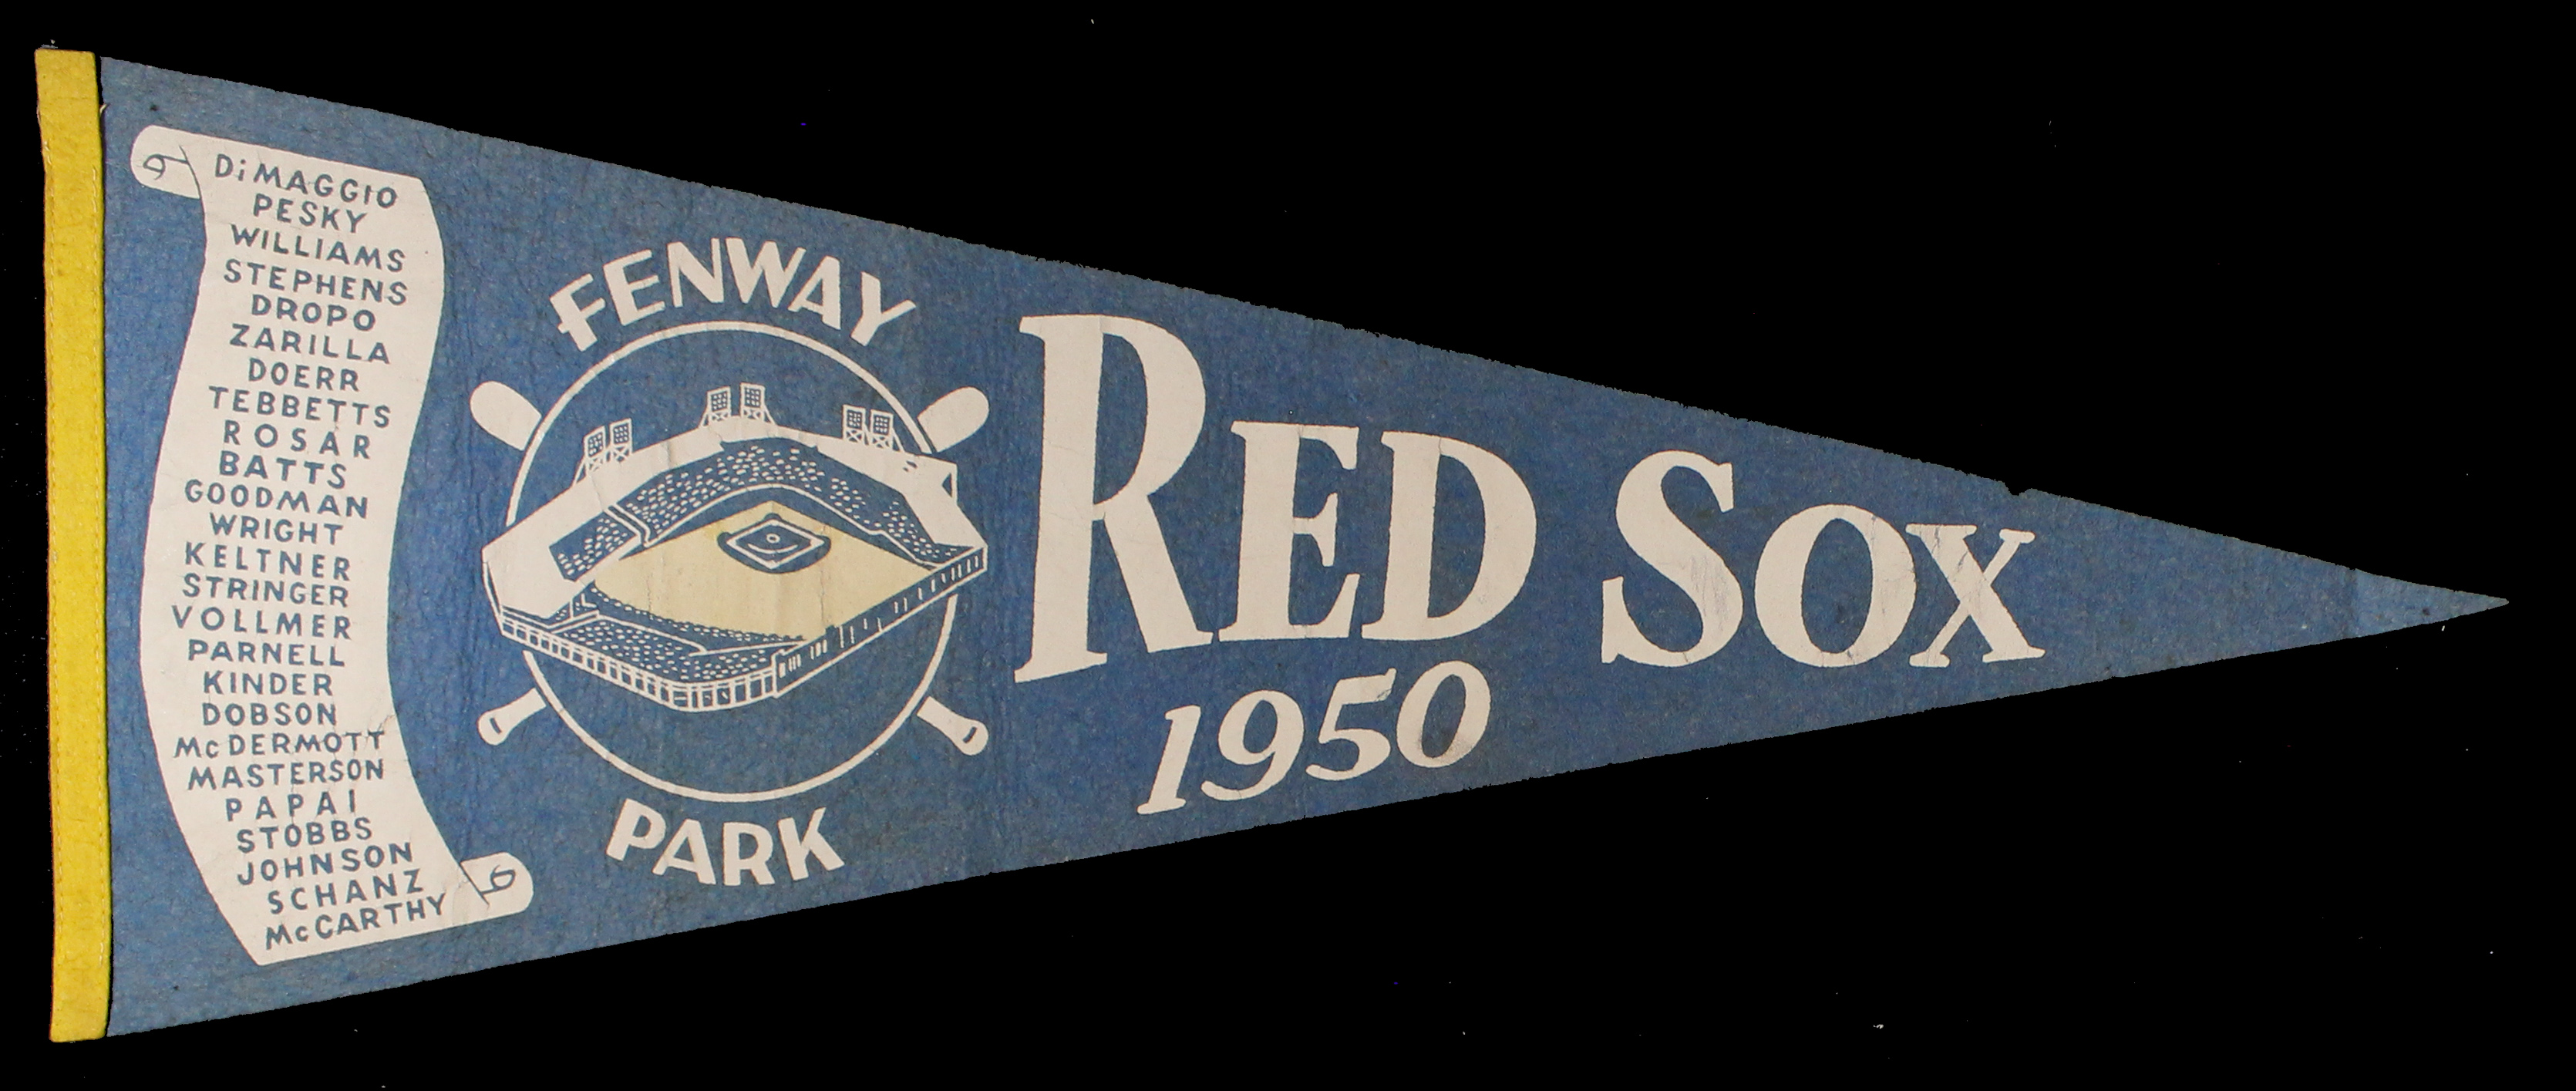 DiMAGGIO
PESKY
WILLIAMS
STEPHENS
DROPO
ZARILLA
DOERR
TEBBETTS
ROSAR
BATTS
GOODMAN
WRIGHT
KELTNER
STRINGER
VOLLMER
PARNELL
KINDER
DOBSON
McDERMOTT
MASTERSON
PAPAI
STOBBS
JOHNSON
SCHANZ
McCARTHY
FENWAY
PARK
RED SOX
1950